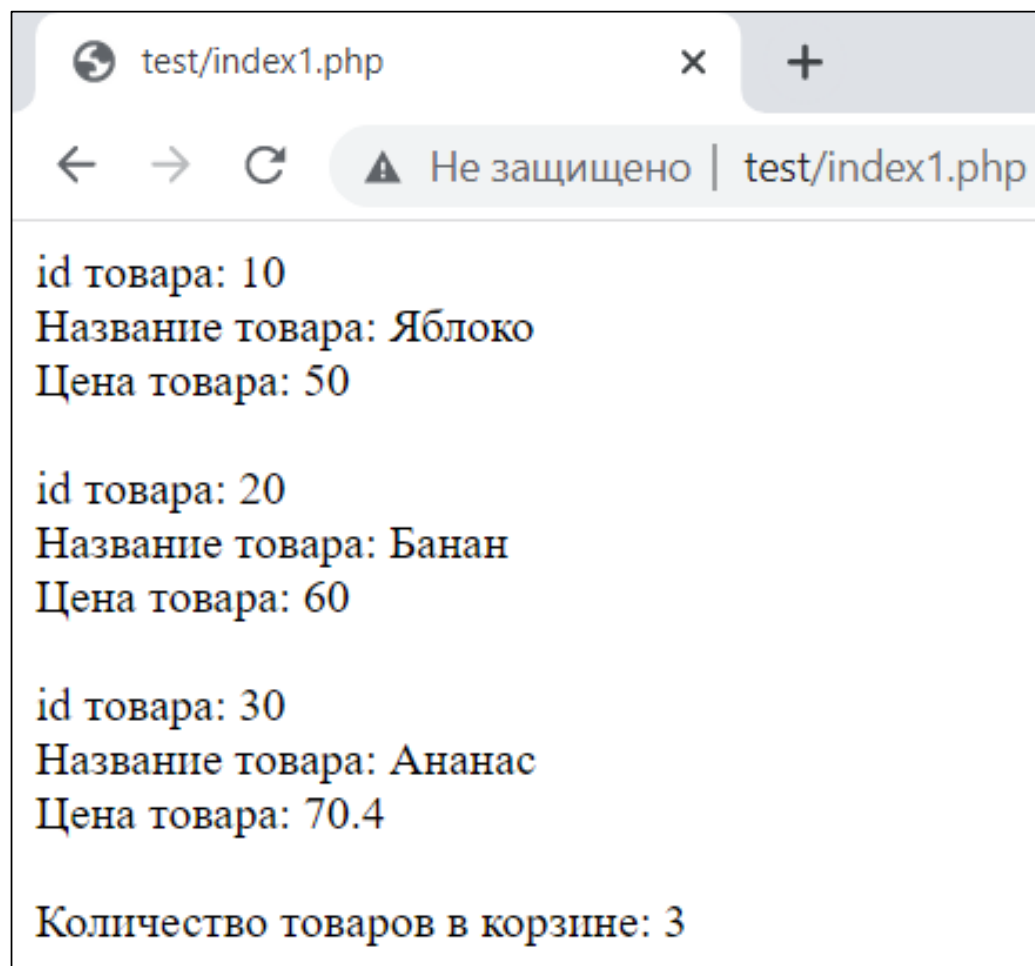 test/index1.php
Не защищено | test/index1.php
id товара: 10
Название товара: Яблоко
Цена товара: 50
id товара: 20
Название товара: Банан
Цена товара: 60
id товара: 30
Название товара: Ананас
Цена товара: 70.4
Количество товаров в корзине: 3